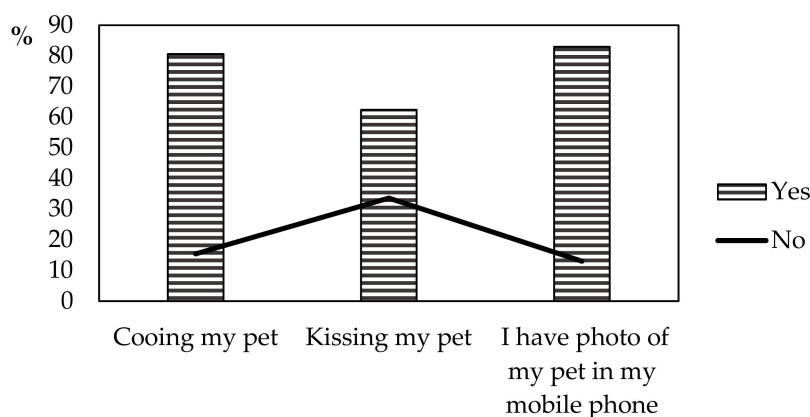 %
90
80
70
60
50
40
30
20
10
0
Cooing my pet
Kissing my pet
I have photo of
my pet in my
mobile phone
Yes
No